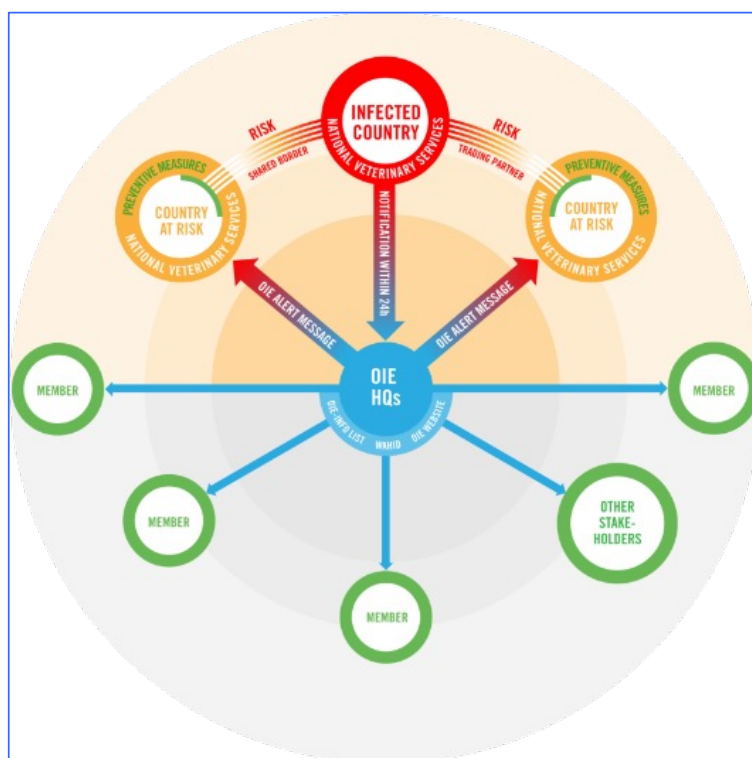 INFECTED
COUNTRY
NATIONAL VETERINARY SERVICES
RISK
SHARED BORDER
RISK
TRADING PARTNER
PREVENTIVE MEASURES
COUNTRY
AT RISK
NATIONAL VETERINARY SERVICES
PREVENTIVE MEASURES
COUNTRY
AT RISK
NATIONAL VETERINARY SERVICES
NOTIFICATION WITHIN 24h
OIE ALERT MESSAGE
OIE ALERT MESSAGE
OIE
HQs
OIE-INFO LIST
WAHID
OIE WEBSITE
MEMBER
MEMBER
MEMBER
OTHER
STAKE-
HOLDERS
MEMBER